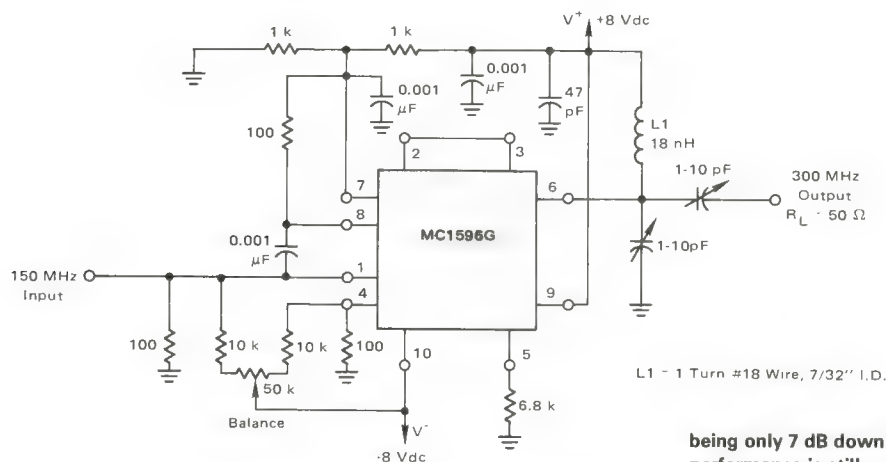 1 k
1 k
V+
+8 Vdc
0.001
µF
0.001
µF
47
pF
100
L1
18 nH
2
3
1-10 pF
300 MHz
Output
RL - 50 Ω
7
6
8
MC1596G
0.001
µF
1-10pF
150 MHz
Input
1
4
9
100
10 k
10 k
100
10
5
50 k
Balance
V-
-8 Vdc
6.8 k
L1 - 1 Turn #18 Wire, 7/32" I.D.
being only 7 dB down